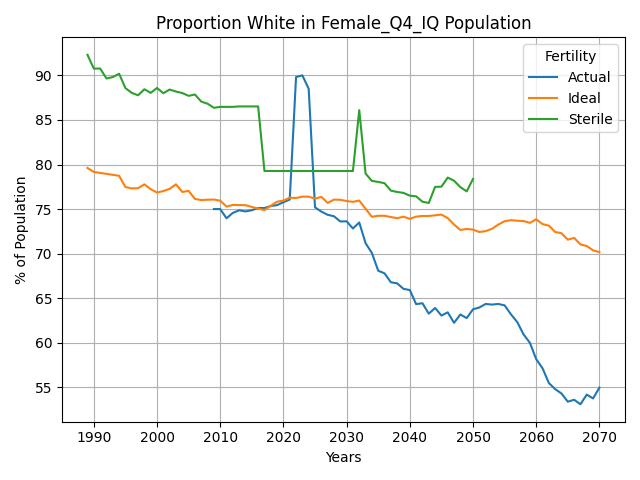 Proportion White in Female_Q4_IQ Population
Fertility
Actual
Ideal
Sterile
% of Population
90
85
80
75
70
65
60
55
1990 2000 2010 2020 2030 2040 2050 2060 2070
Years